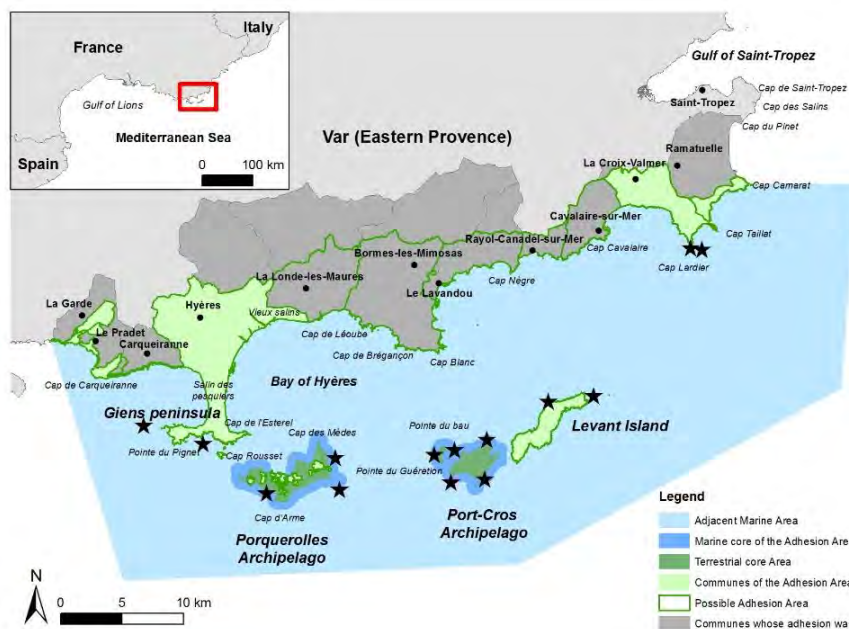 Italy
France
Gulf of Lions
Mediterranean Sea
Spain
0 100 km
Gulf of Saint-Tropez
Cap de Saint-Tropez
Saint-Tropez
Cap des Salins
Cap du Pinet
Var (Eastern Provence)
Ramatuelle
La Croix-Valmer
Cap Camarat
Cavalaire-sur-Mer
Cap Taillat
Rayol-Canadel-sur-Mer
Cap Cavalaire
Bormes-les-Mimosas
Cap Lardier
La Londe-les-Maures
Cap Nègre
Le Lavandou
La Garde
Hyères
Vieux salins
Le Pradet
Cap de Léoube
Carqueiranne
Cap de Brégançon
Cap Blanc
Cap de Carqueiranne
Salin des
pesquiers
Bay of Hyères
Giens peninsula
Cap de l'Esterel
Cap des Mèdes
Pointe du bau
Levant Island
Pointe du Pignet
Cap Rousset
Pointe du Guéretion
Cap d'Arme
Porquerolles
Archipelago
Port-Cros
Archipelago
N
0 5 10 km
Legend
Adjacent Marine Area
Marine core of the Adhesion Area
Terrestrial core Area
Communes of the Adhesion Area
Possible Adhesion Area
Communes whose adhesion wa